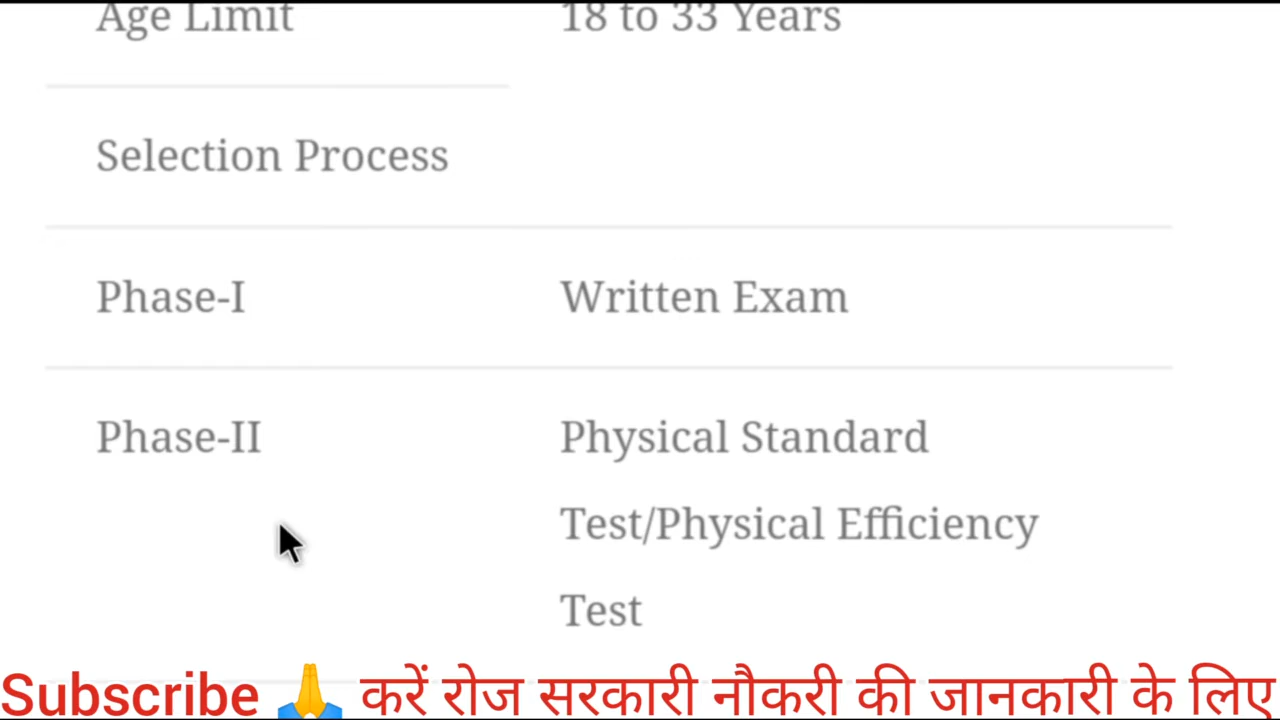 Age Limit 18 to 33 Years
Selection Process
Phase-I Written Exam
Phase-II Physical Standard
Test/Physical Efficiency
Test
Subscribe 🙏 करें रोज सरकारी नौकरी की जानकारी के लिए